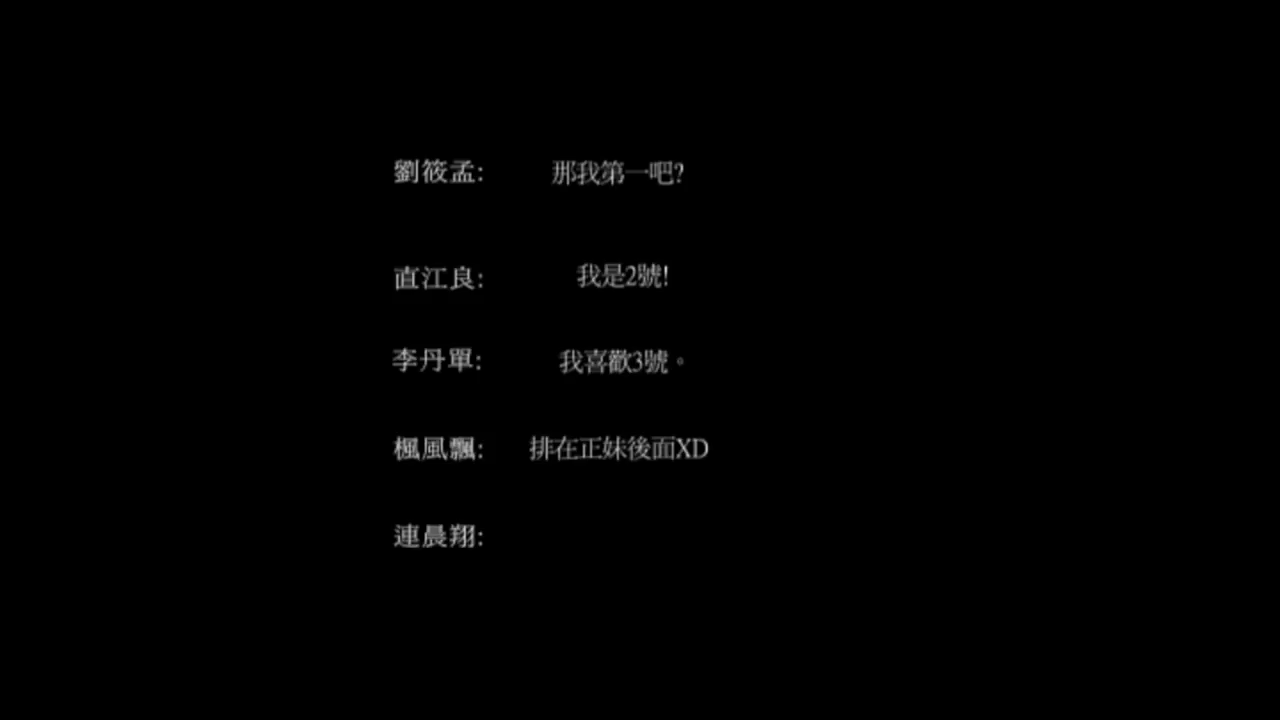 劉筱孟: 那我第一吧?
直江良: 我是2號!
李丹單: 我喜歡3號。
楓風飄: 排在正妹後面XD
連晨翔: